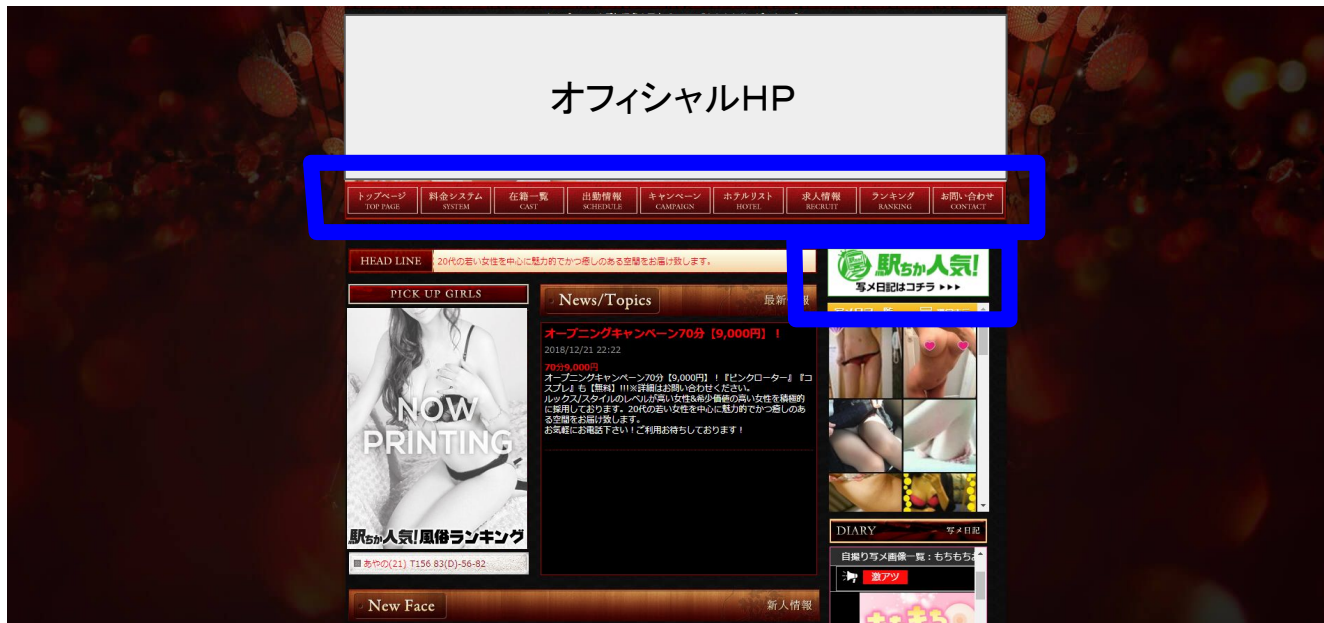 オフィシャルHP
トップページ 料金システム 在籍一覧 出勤情報 キャンペーン ホテルリスト 求人情報 ランキング お問い合わせ
TOP PAGE SYSTEM CAST SCHEDULE CAMPAIGN HOTEL RECRUIT RANKING CONTACT
HEAD LINE 20代の若い女性を中心に魅力的でかつ癒しのある空間をお届け致します。
駅ちか人気!
写メ日記はコチラ ▸▸▸
PICK UP GIRLS
NOW
PRINTING
駅ちか人気!風俗ランキング
あやの(21) T156 83(D)-56-82
News/Topics 最新
オープニングキャンペーン70分【9,000円】！
2018/12/21 22:22
70分9,000円
オープニングキャンペーン70分【9,000円】！『ピンクローター』『コ
スプレ』も【無料】!!!※詳細はお問い合わせください。
ルックス/スタイルのレベルが高い女性&希少価値の高い女性を積極的
に採用しております。20代の若い女性を中心に魅力的でかつ癒しのあ
る空間をお届け致します。
お気軽にお電話下さい！ご利用お待ちしております！
DIARY 写メ日記
自撮り写メ画像一覧：もちもち
激アツ
New Face 新人情報